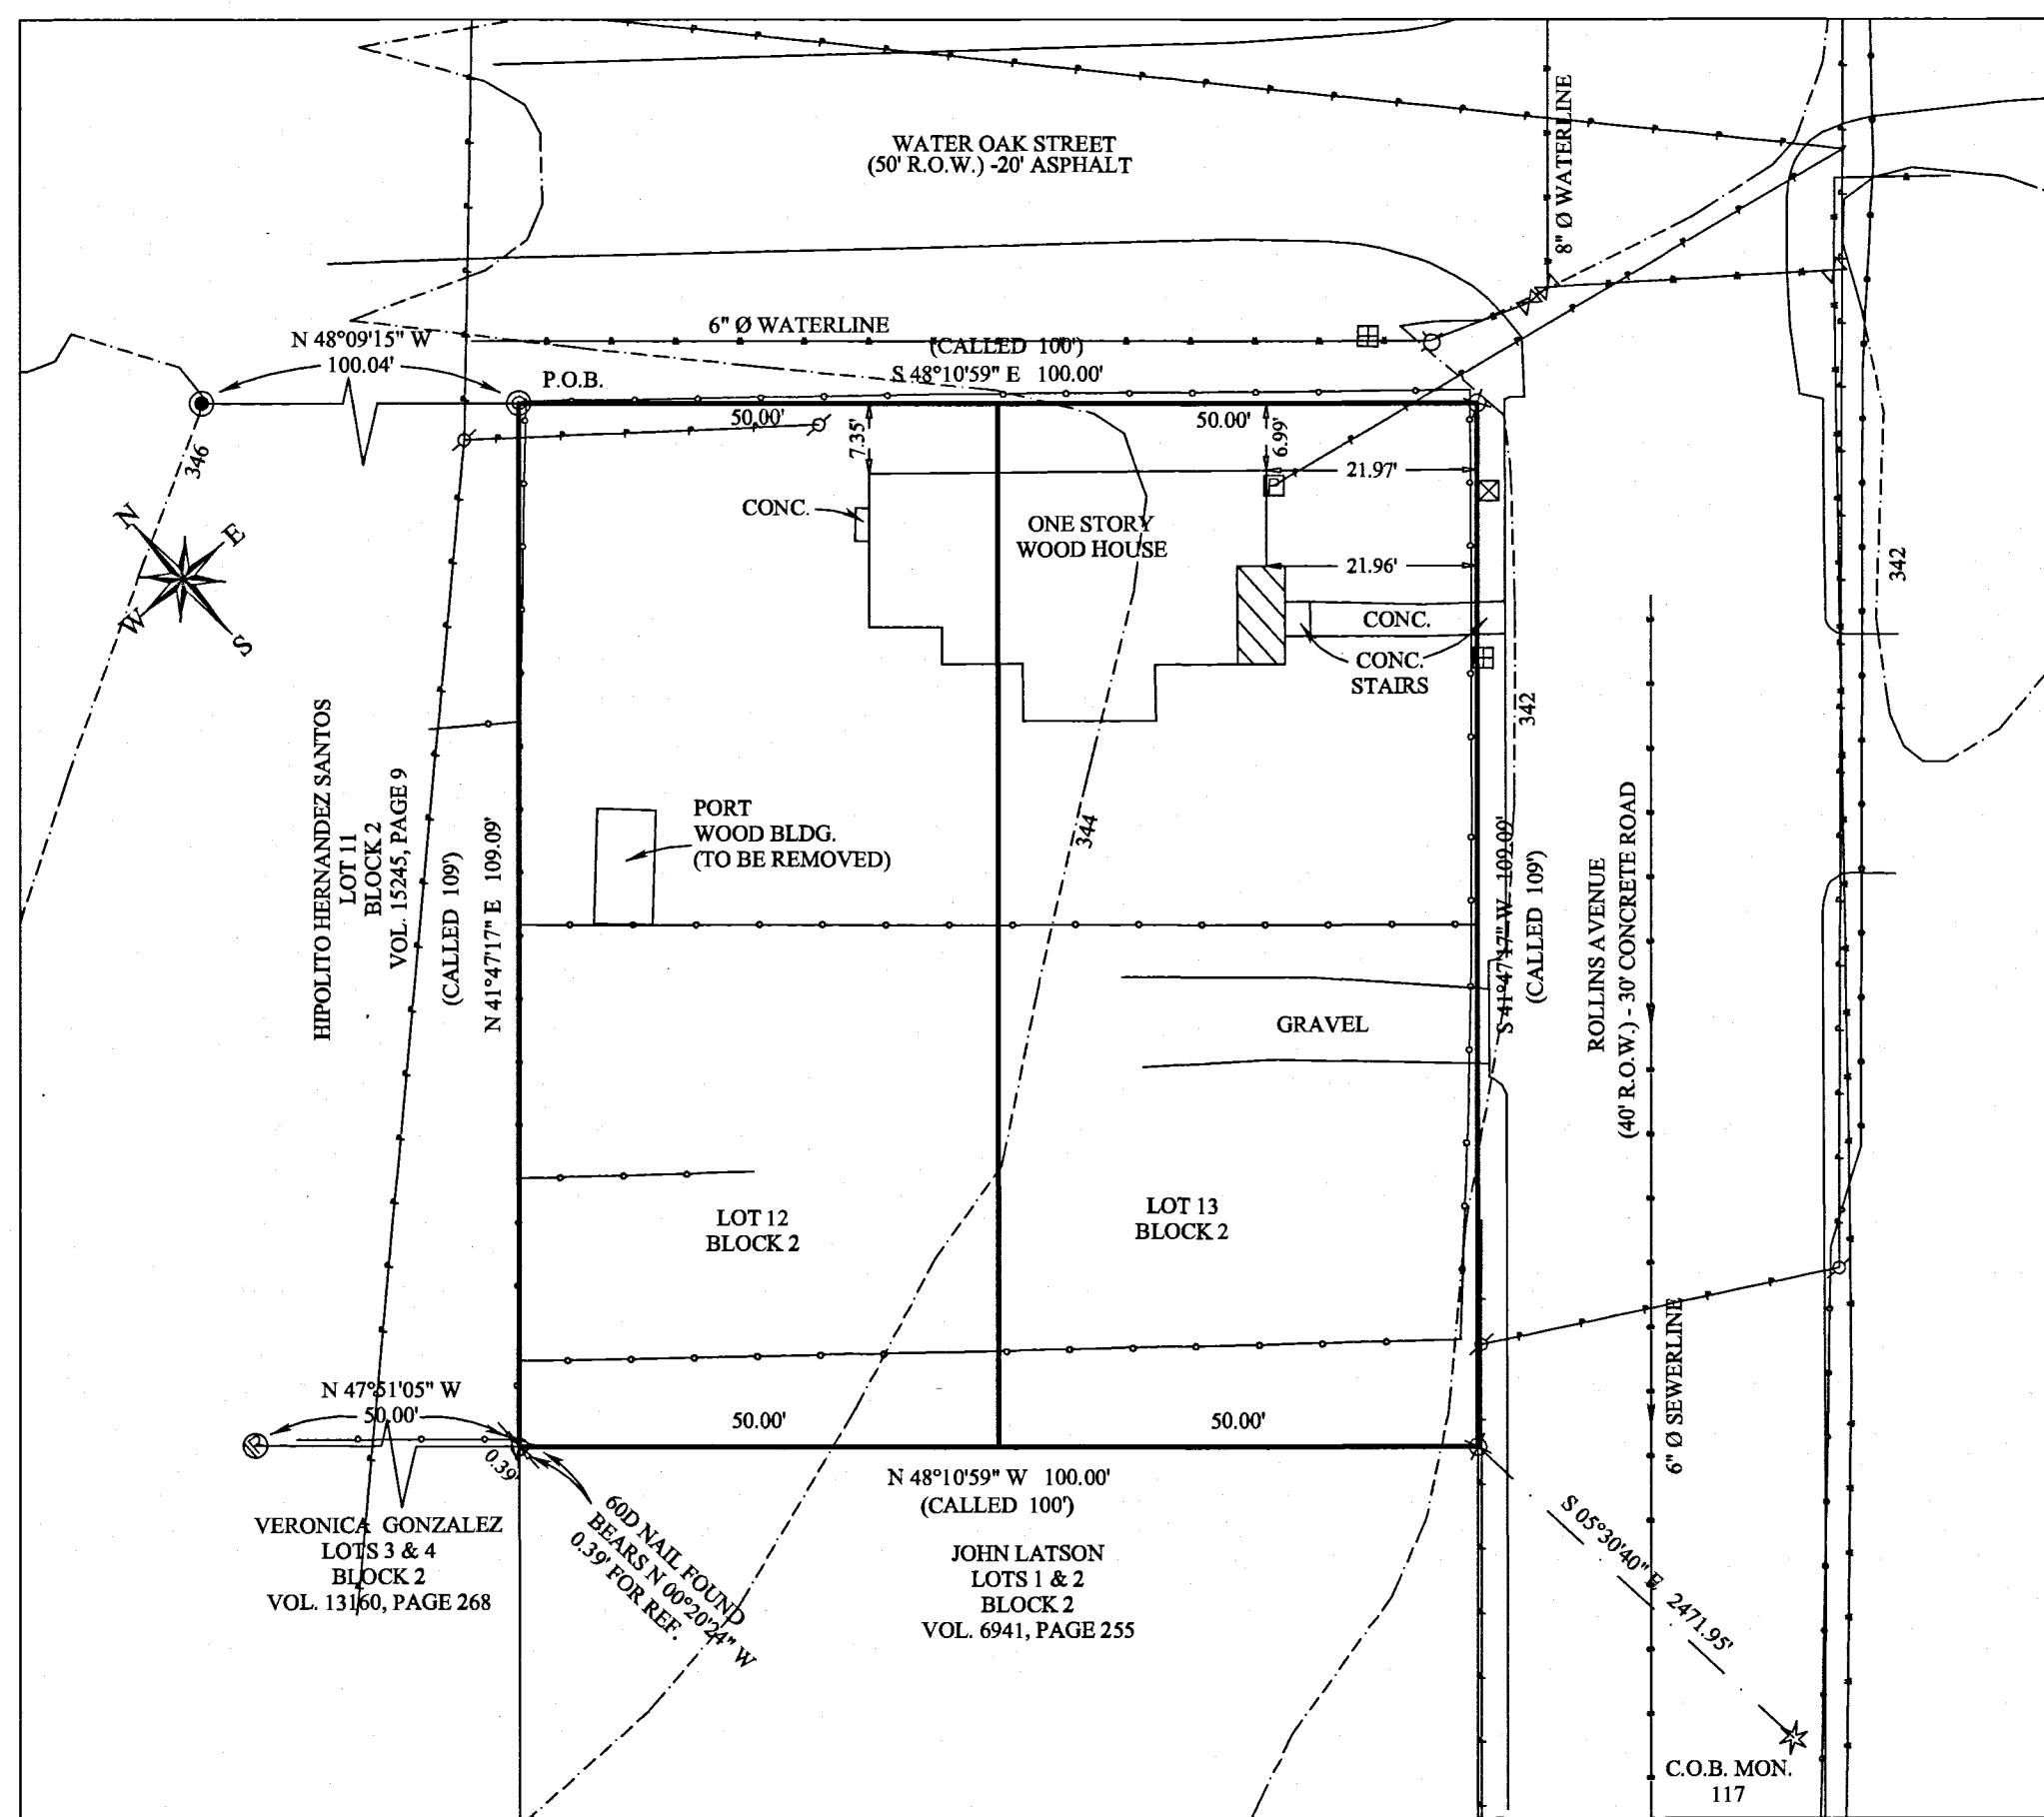 WATER OAK STREET
(50' R.O.W.) -20' ASPHALT
8" Ø WATERLINE
6" Ø WATERLINE
(CALLED 100')
S 48°10'59" E 100.00'
N 48°09'15" W
100.04'
P.O.B.
50.00'
50.00'
7.35'
6.99'
21.97'
346
N
E
W
S
CONC.
ONE STORY
WOOD HOUSE
P
21.96'
CONC.
CONC.
STAIRS
342
342
HIPOLITO HERNANDEZ SANTOS
LOT 11
BLOCK 2
VOL. 15245, PAGE 9
(CALLED 109')
N 41°47'17" E 109.09'
PORT
WOOD BLDG.
(TO BE REMOVED)
344
S 41°47'17" W 109.09'
(CALLED 109')
ROLLINS AVENUE
(40' R.O.W.) - 30' CONCRETE ROAD
GRAVEL
LOT 12
BLOCK 2
LOT 13
BLOCK 2
6" Ø SEWERLINE
N 47°51'05" W
50.00'
50.00'
50.00'
0.39'
N 48°10'59" W 100.00'
(CALLED 100')
60D NAIL FOUND
BEARS N 00°20'24" W
0.39' FOR REF.
VERONICA GONZALEZ
LOTS 3 & 4
BLOCK 2
VOL. 13160, PAGE 268
JOHN LATSON
LOTS 1 & 2
BLOCK 2
VOL. 6941, PAGE 255
S 05°30'40" E 2471.95'
C.O.B. MON.
117